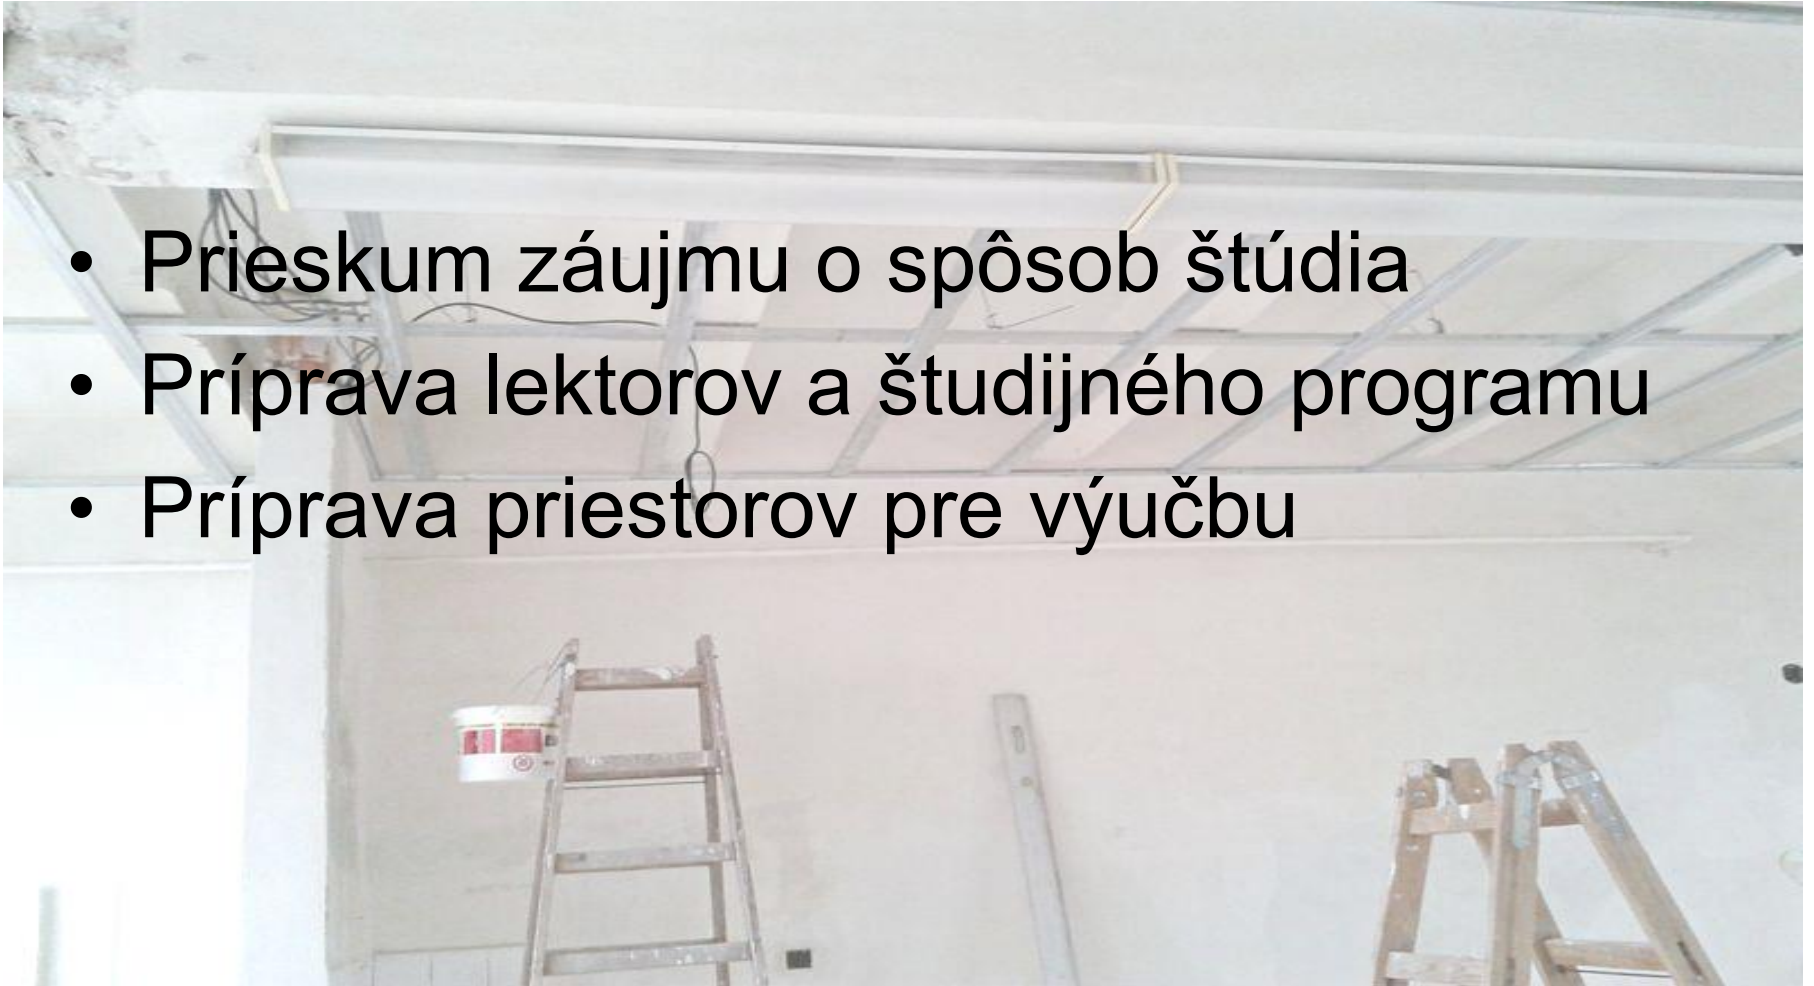 • Prieskum záujmu o spôsob štúdia
• Príprava lektorov a študijného programu
• Príprava priestorov pre výučbu